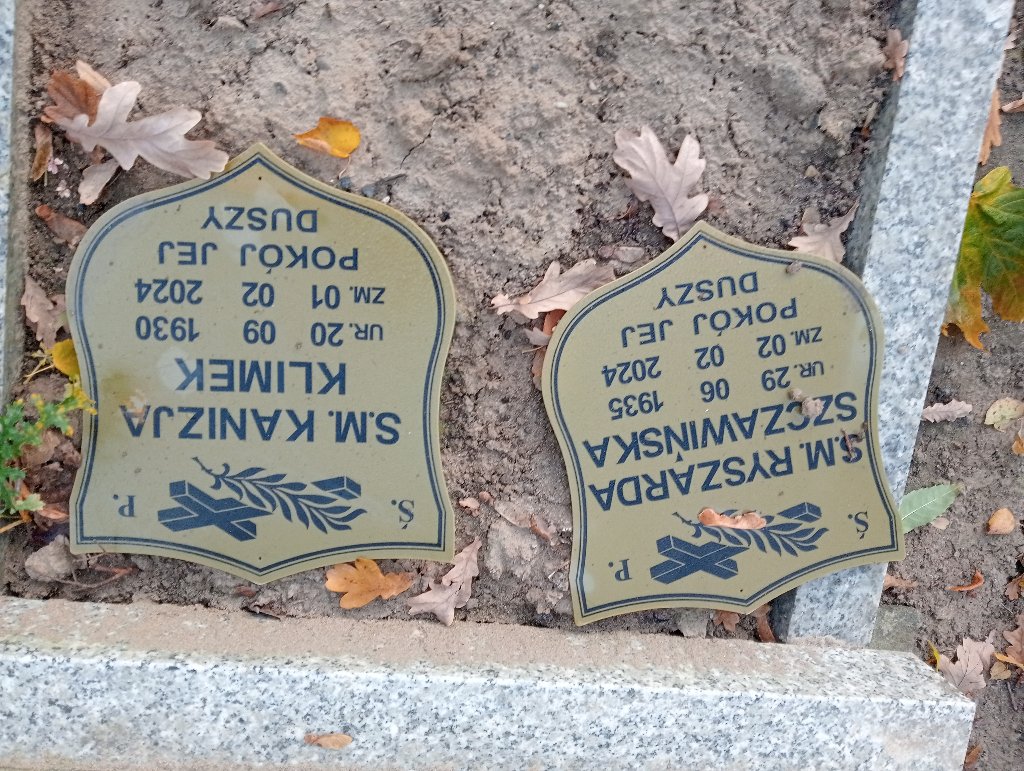 Ś. P.
S.M. KANIZJA
KLIMEK
UR. 20 09 1930
ZM. 01 02 2024
POKÓJ JEJ
DUSZY
Ś. P.
S.M. RYSZARDA
SZCZAWIŃSKA
UR. 29 06 1935
ZM. 02 02 2024
POKÓJ JEJ
DUSZY